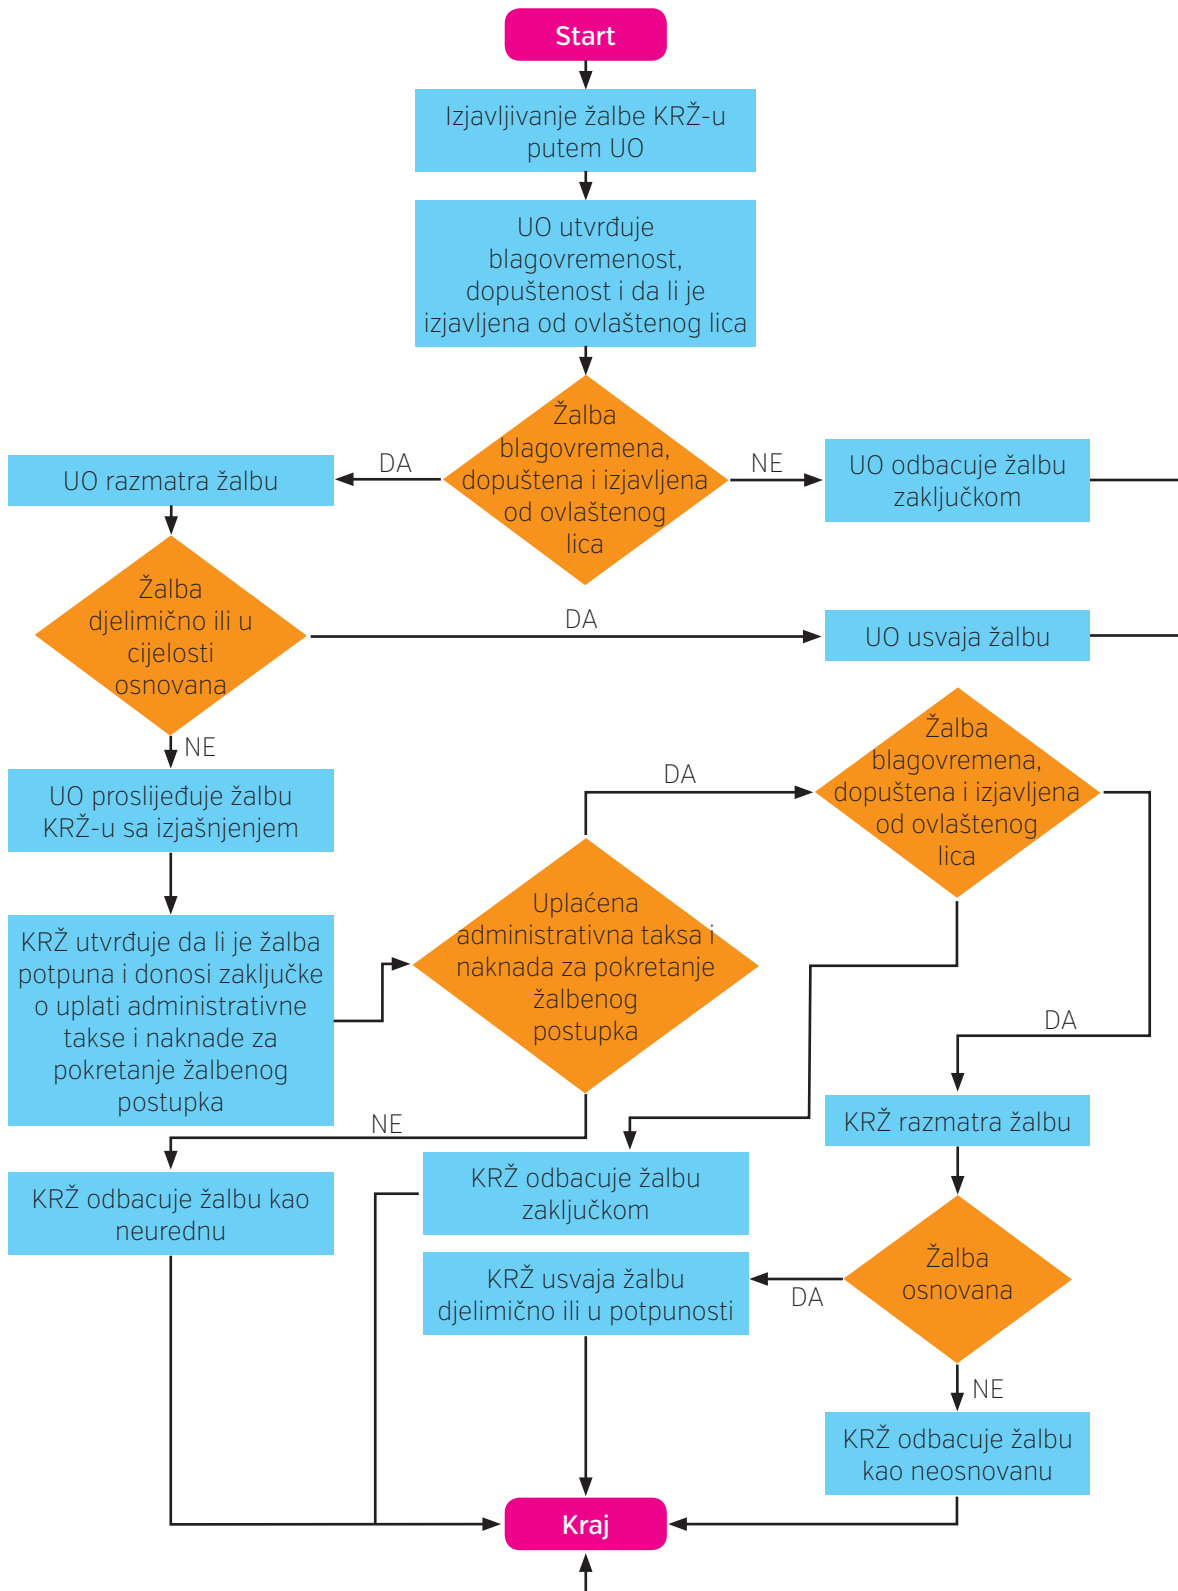 Start
Izjavljivanje žalbe KRŽ-u
putem UO
UO utvrđuje
blagovremenost,
dopuštenost i da li je
izjavljena od ovlaštenog lica
Žalba
blagovremena,
dopuštena i izjavljena
od ovlaštenog
lica
DA
NE
UO razmatra žalbu
UO odbacuje žalbu
zaključkom
Žalba
djelimično ili u
cijelosti
osnovana
DA
UO usvaja žalbu
NE
UO proslijeđuje žalbu
KRŽ-u sa izjašnjenjem
DA
Žalba
blagovremena,
dopuštena i izjavljena
od ovlaštenog
lica
KRŽ utvrđuje da li je žalba
potpuna i donosi zaključke
o uplati administrativne
takse i naknade za
pokretanje žalbenog
postupka
Uplaćena
administrativna taksa i
naknada za pokretanje
žalbenog
postupka
DA
NE
KRŽ razmatra žalbu
KRŽ odbacuje žalbu kao
neurednu
KRŽ odbacuje žalbu
zaključkom
KRŽ usvaja žalbu
djelimično ili u potpunosti
DA
Žalba
osnovana
NE
KRŽ odbacuje žalbu
kao neosnovanu
Kraj